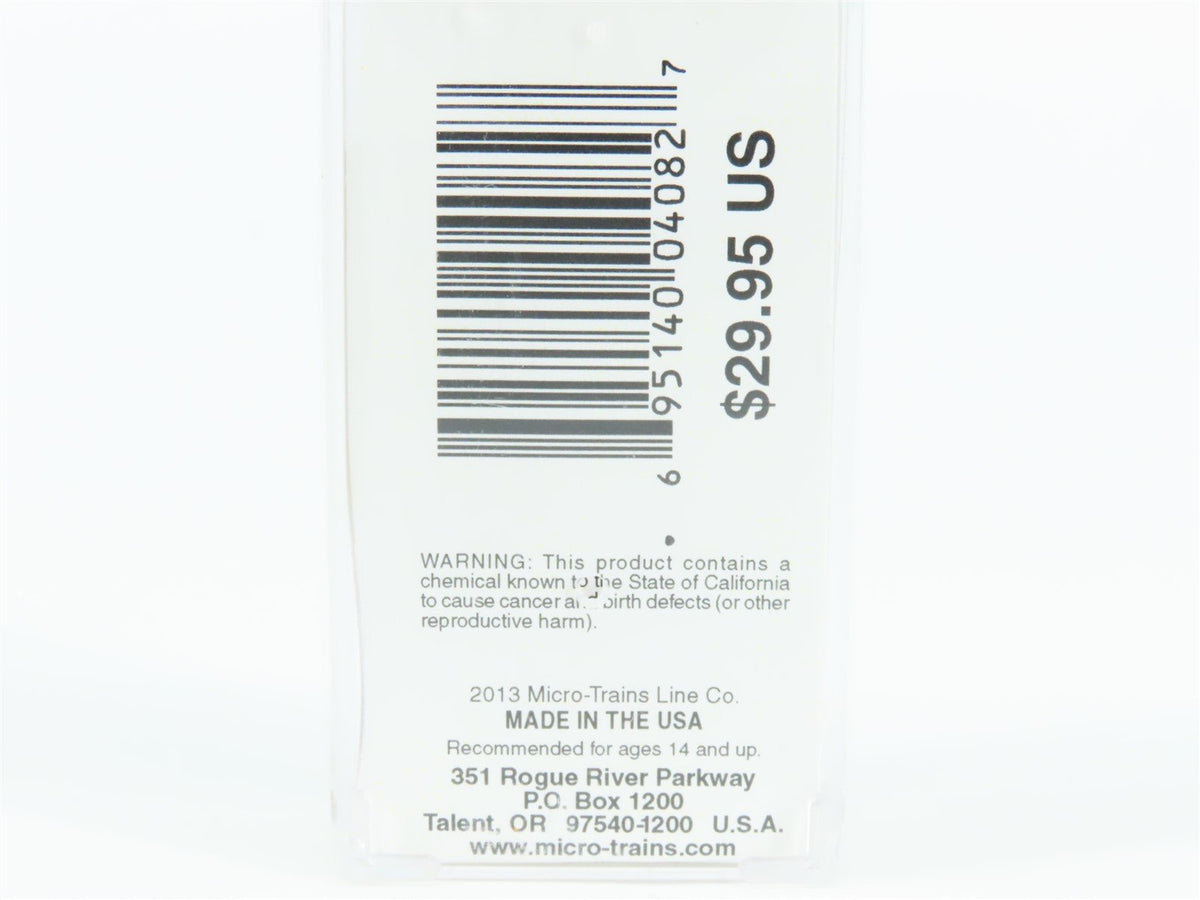 6 95140 04082 7
$29.95 US
WARNING: This product contains a
chemical known to the State of California
to cause cancer birth defects (or other
reproductive harm).
2013 Micro-Trains Line Co.
MADE IN THE USA
Recommended for ages 14 and up.
351 Rogue River Parkway
P.O. Box 1200
Talent, OR 97540-1200 U.S.A.
www.micro-trains.com